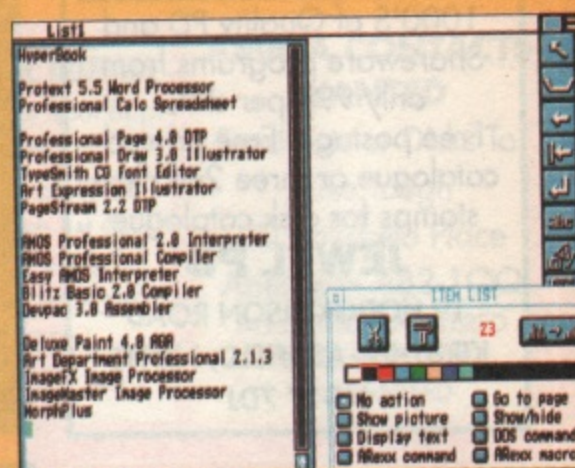 List1
HyperBook
Protext 5.5 Word Processor
Professional Calc Spreadsheet
Professional Page 4.0 DTP
Professional Draw 3.0 Illustrator
TypeSmith CG Font Editor
Art Expression Illustrator
PageStream 2.2 DTP
AMOS Professional 2.0 Interpreter
AMOS Professional Compiler
Easy AMOS Interpreter
Blitz Basic 2.0 Compiler
Devpac 3.0 Assembler
Deluxe Paint 4.0 AGA
Art Department Professional 2.1.3
ImageFX Image Processor
ImageMaster Image Processor
MorphPlus
ITEM LIST
23
No action
Go to page
Show picture
Show/hide
Display text
DOS command
ARexx command
ARexx macro